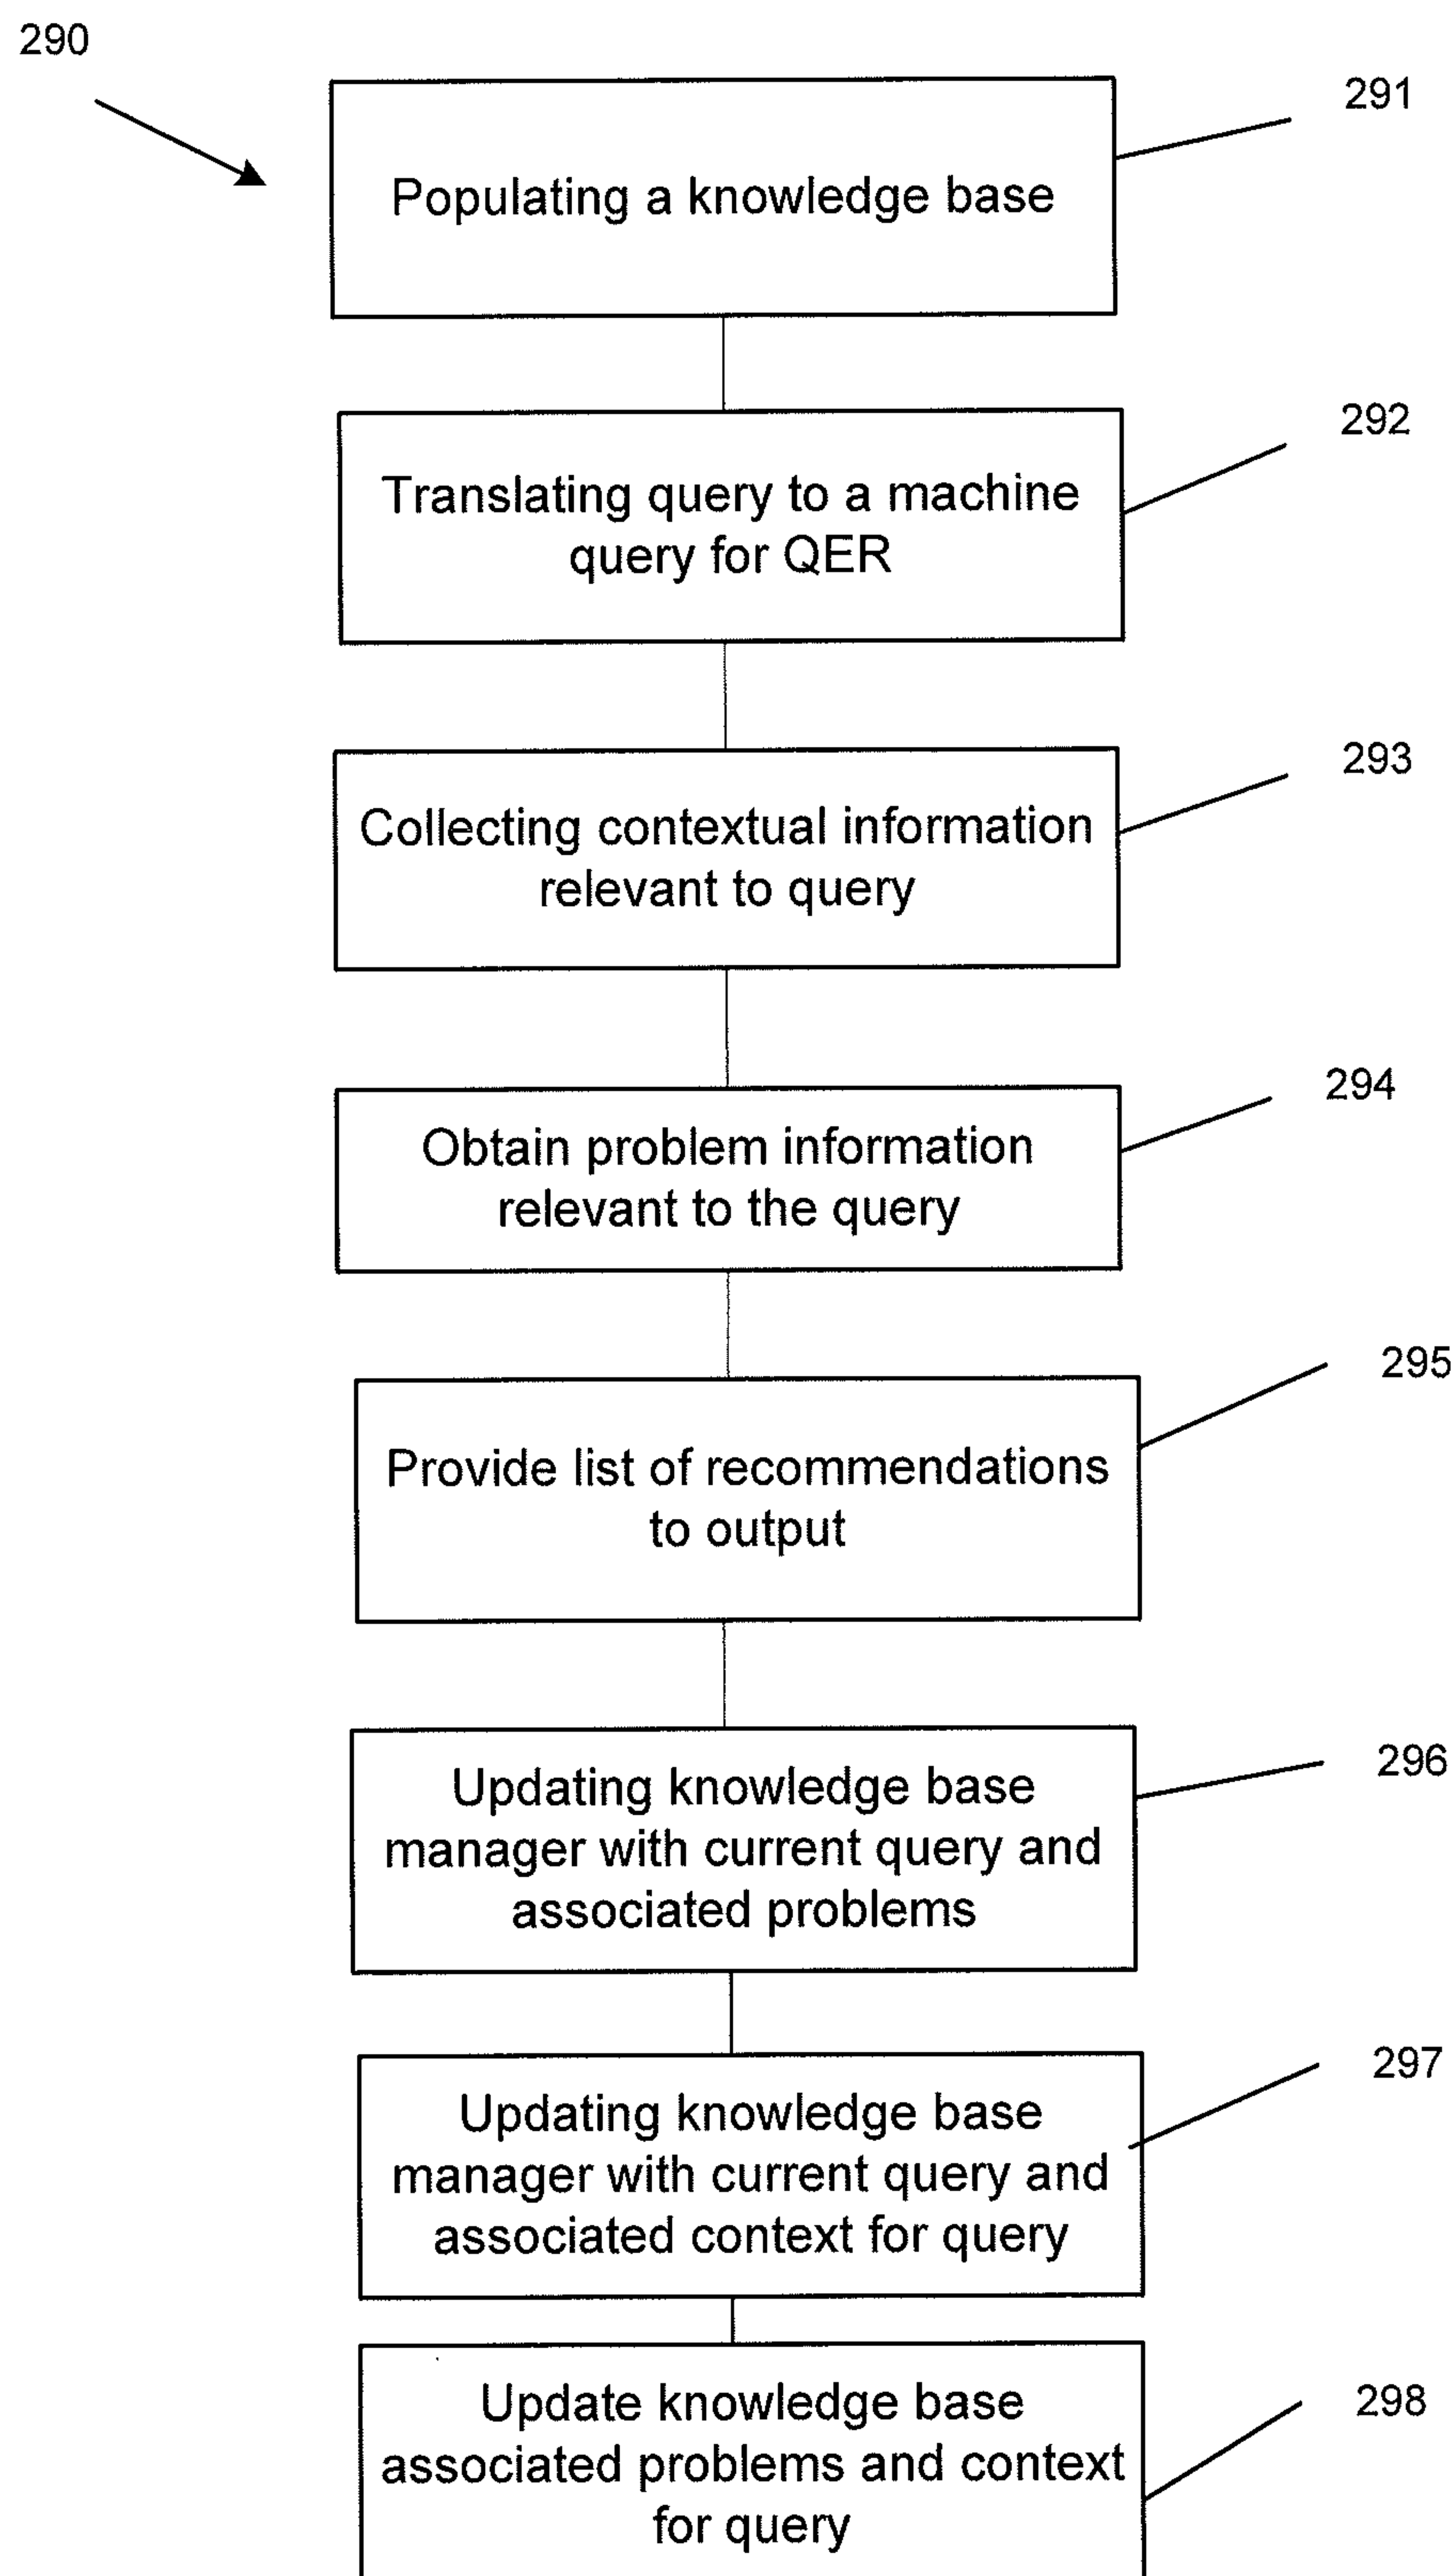 290
291
Populating a knowledge base
292
Translating query to a machine
query for QER
293
Collecting contextual information
relevant to query
294
Obtain problem information
relevant to the query
295
Provide list of recommendations
to output
296
Updating knowledge base
manager with current query and
associated problems
297
Updating knowledge base
manager with current query and
associated context for query
298
Update knowledge base
associated problems and context
for query